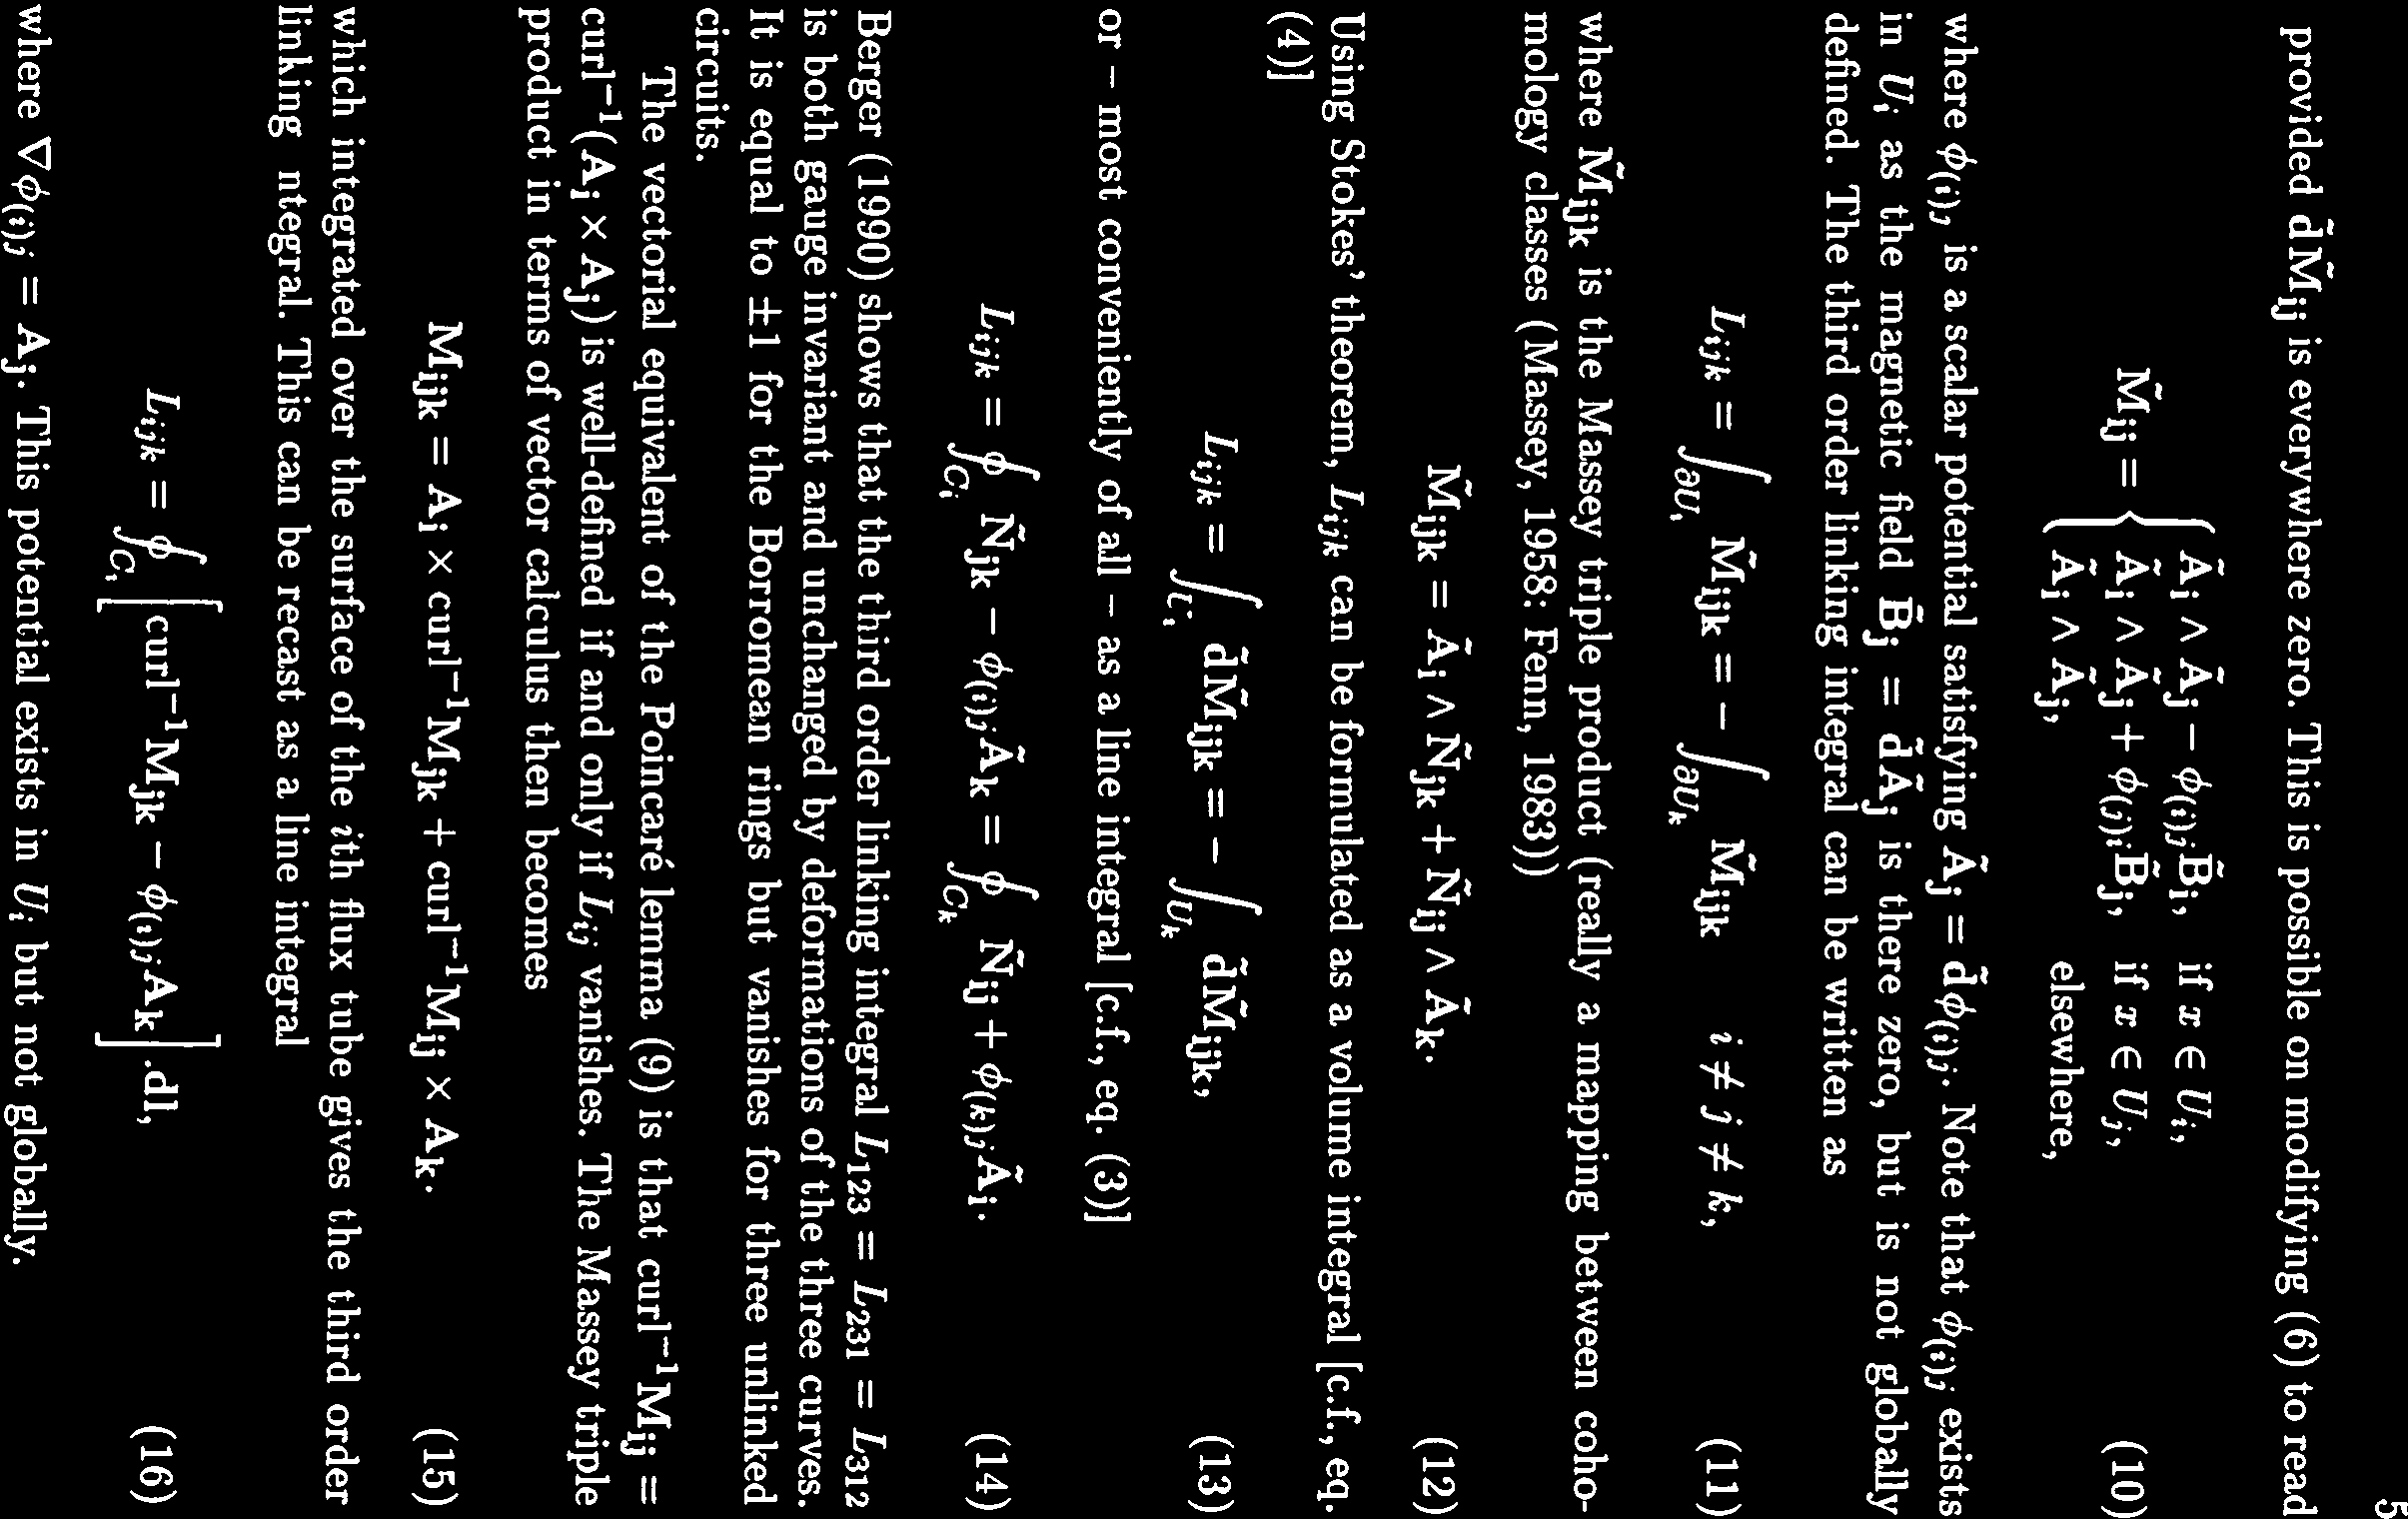 5
provided d̃M̃ij is everywhere zero. This is possible on modifying (6) to read
M̃ij = { Ãi ∧ Ãj − ϕ(i)jB̃i, if x ∈ Ui,
Ãi ∧ Ãj + ϕ(j)iB̃j, if x ∈ Uj,
Ãi ∧ Ãj, elsewhere, (10)
where ϕ(i)j is a scalar potential satisfying Ãj = d̃ϕ(i)j. Note that ϕ(i)j exists
in Ui as the magnetic field B̃j = d̃Ãj is there zero, but is not globally
defined. The third order linking integral can be written as
Lijk = ∫∂Ui M̃ijk = − ∫∂Uk M̃ijk i ≠ j ≠ k, (11)
where M̃ijk is the Massey triple product (really a mapping between coho-
mology classes (Massey, 1958: Fenn, 1983))
M̃ijk = Ãi ∧ Ñjk + Ñij ∧ Ãk. (12)
Using Stokes' theorem, Lijk can be formulated as a volume integral [c.f., eq.
(4)]
Lijk = ∫Ui d̃M̃ijk = − ∫Uk d̃M̃ijk, (13)
or – most conveniently of all – as a line integral [c.f., eq. (3)]
Lijk = ∮Ci Ñjk − ϕ(i)jÃk = ∮Ck Ñij + ϕ(k)jÃi. (14)
Berger (1990) shows that the third order linking integral L123 = L231 = L312
is both gauge invariant and unchanged by deformations of the three curves.
It is equal to ±1 for the Borromean rings but vanishes for three unlinked
circuits.
The vectorial equivalent of the Poincaré lemma (9) is that curl⁻¹Mij =
curl⁻¹(Ai × Aj) is well-defined if and only if Lij vanishes. The Massey triple
product in terms of vector calculus then becomes
Mijk = Ai × curl⁻¹Mjk + curl⁻¹Mij × Ak. (15)
which integrated over the surface of the ith flux tube gives the third order
linking ntegral. This can be recast as a line integral
Lijk = ∮Ci [curl⁻¹Mjk − ϕ(i)jAk] .dl, (16)
where ∇ϕ(i)j = Aj. This potential exists in Ui but not globally.